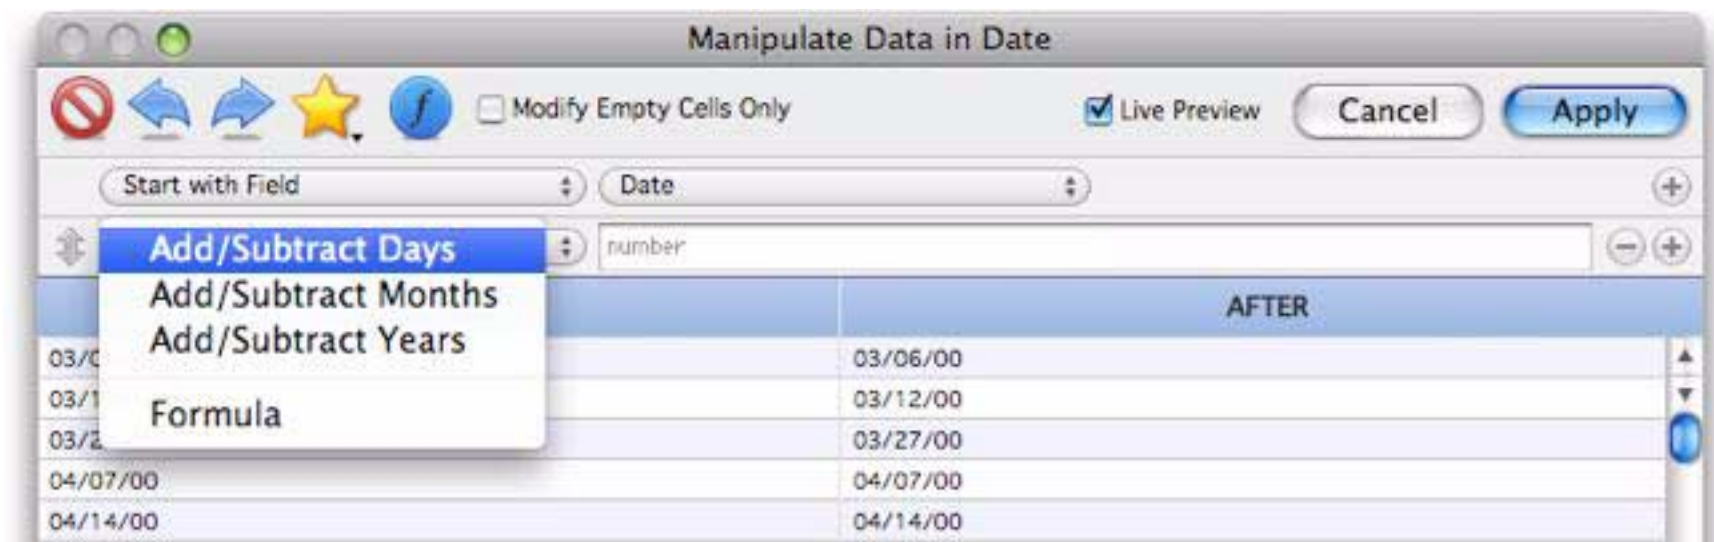 Manipulate Data in Date
Modify Empty Cells Only
Live Preview
Cancel
Apply
Start with Field
Date
Add/Subtract Days
number
Add/Subtract Months
Add/Subtract Years
Formula
AFTER
03/06/00
03/12/00
03/27/00
04/07/00 04/07/00
04/14/00 04/14/00